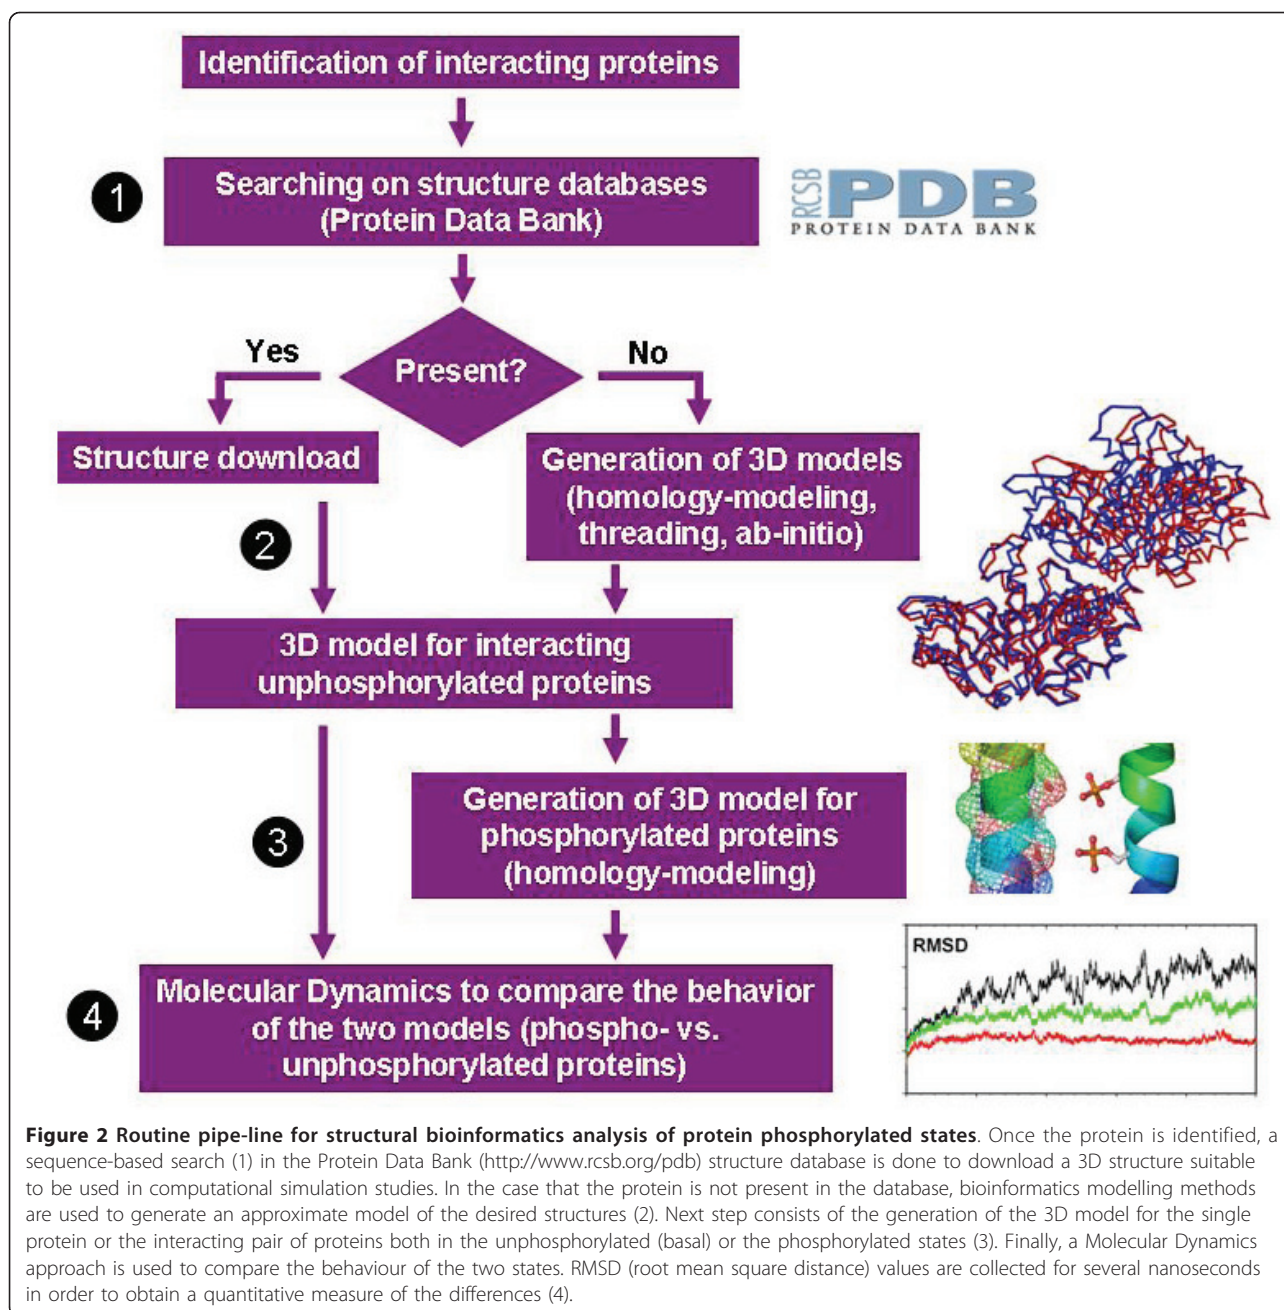 Identification of interacting proteins
1
Searching on structure databases
(Protein Data Bank)
RCSB
PDB
PROTEIN DATA BANK
Yes
Present?
No
Structure download
Generation of 3D models
(homology-modeling,
threading, ab-initio)
2
3D model for interacting
unphosphorylated proteins
3
Generation of 3D model for
phosphorylated proteins
(homology-modeling)
RMSD
4
Molecular Dynamics to compare the behavior
of the two models (phospho- vs.
unphosphorylated proteins)
Figure 2 Routine pipe-line for structural bioinformatics analysis of protein phosphorylated states. Once the protein is identified, a
sequence-based search (1) in the Protein Data Bank (http://www.rcsb.org/pdb) structure database is done to download a 3D structure suitable
to be used in computational simulation studies. In the case that the protein is not present in the database, bioinformatics modelling methods
are used to generate an approximate model of the desired structures (2). Next step consists of the generation of the 3D model for the single
protein or the interacting pair of proteins both in the unphosphorylated (basal) or the phosphorylated states (3). Finally, a Molecular Dynamics
approach is used to compare the behaviour of the two states. RMSD (root mean square distance) values are collected for several nanoseconds
in order to obtain a quantitative measure of the differences (4).